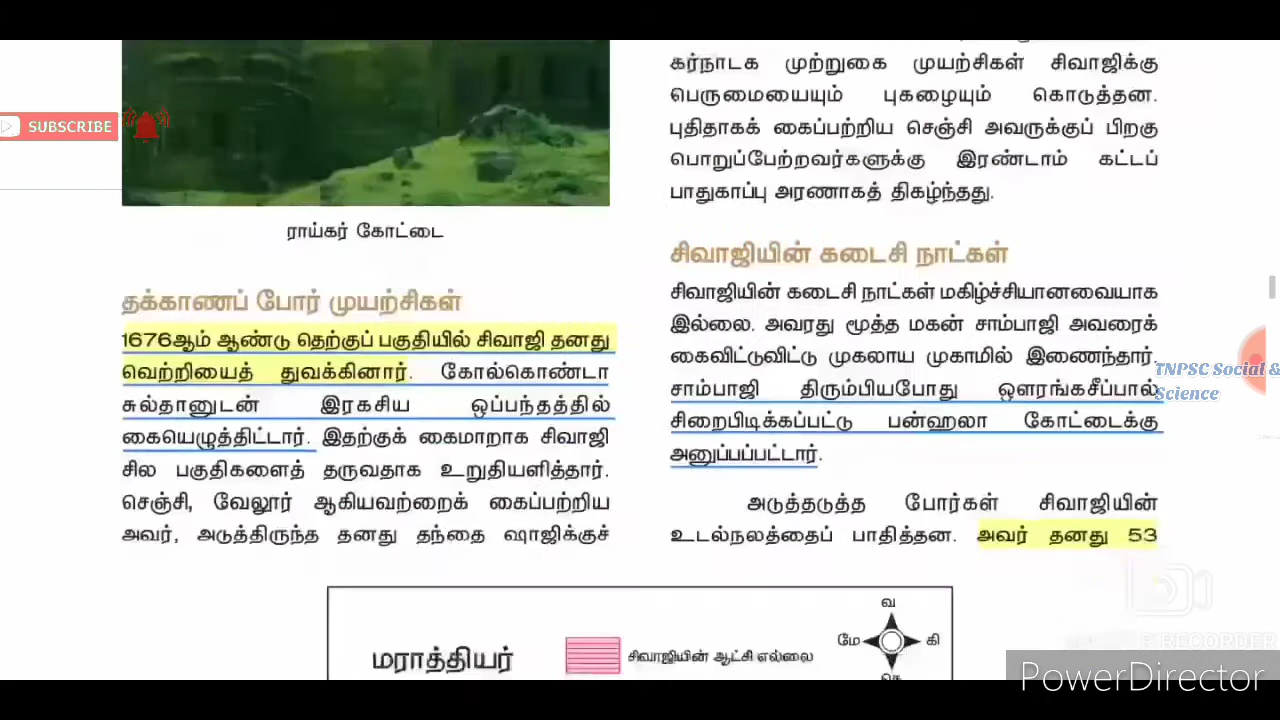 SUBSCRIBE
ராய்கர் கோட்டை
தக்காணப் போர் முயற்சிகள்
1676ஆம் ஆண்டு தெற்குப் பகுதியில் சிவாஜி தனது
வெற்றியைத் துவக்கினார். கோல்கொண்டா
சுல்தானுடன் இரகசிய ஒப்பந்தத்தில்
கையெழுத்திட்டார். இதற்குக் கைமாறாக சிவாஜி
சில பகுதிகளைத் தருவதாக உறுதியளித்தார்.
செஞ்சி, வேலூர் ஆகியவற்றைக் கைப்பற்றிய
அவர், அடுத்திருந்த தனது தந்தை ஷாஜிக்குச்
கர்நாடக முற்றுகை முயற்சிகள் சிவாஜிக்கு
பெருமையையும் புகழையும் கொடுத்தன.
புதிதாகக் கைப்பற்றிய செஞ்சி அவருக்குப் பிறகு
பொறுப்பேற்றவர்களுக்கு இரண்டாம் கட்டப்
பாதுகாப்பு அரணாகத் திகழ்ந்தது.
சிவாஜியின் கடைசி நாட்கள்
சிவாஜியின் கடைசி நாட்கள் மகிழ்ச்சியானவையாக
இல்லை. அவரது மூத்த மகன் சாம்பாஜி அவரைக்
கைவிட்டுவிட்டு முகலாய முகாமில் இணைந்தார்.
சாம்பாஜி திரும்பியபோது ஔரங்கசீப்பால்
சிறைபிடிக்கப்பட்டு பன்ஹலா கோட்டைக்கு
அனுப்பப்பட்டார்.
அடுத்தடுத்த போர்கள் சிவாஜியின்
உடல்நலத்தைப் பாதித்தன. அவர் தனது 53
TNPSC Social &
Science
மராத்தியர்
சிவாஜியின் ஆட்சி எல்லை
வ
மே
கி
RECORDER
PowerDirector